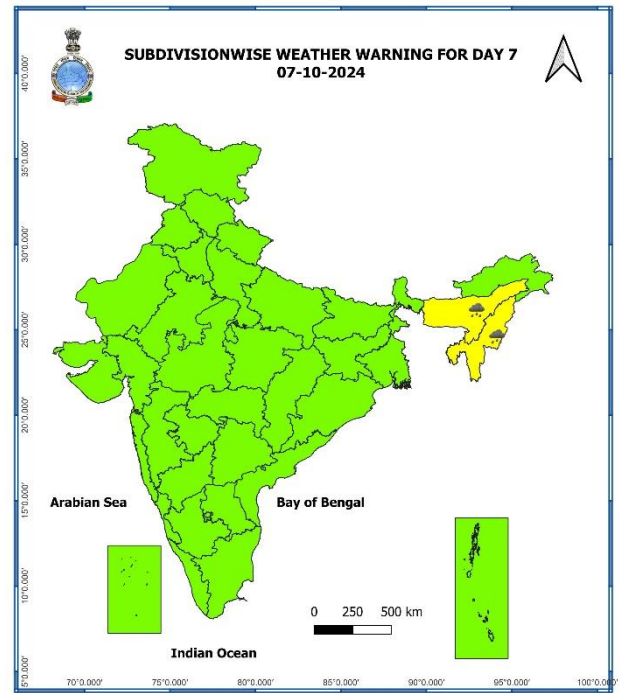 SUBDIVISIONWISE WEATHER WARNING FOR DAY 7
07-10-2024
40°0.000'
35°0.000'
30°0.000'
25°0.000'
20°0.000'
15°0.000'
10°0.000'
5°0.000'
Arabian Sea
Bay of Bengal
0 250 500 km
Indian Ocean
70°0.000' 75°0.000' 80°0.000' 85°0.000' 90°0.000' 95°0.000' 100°0.000'